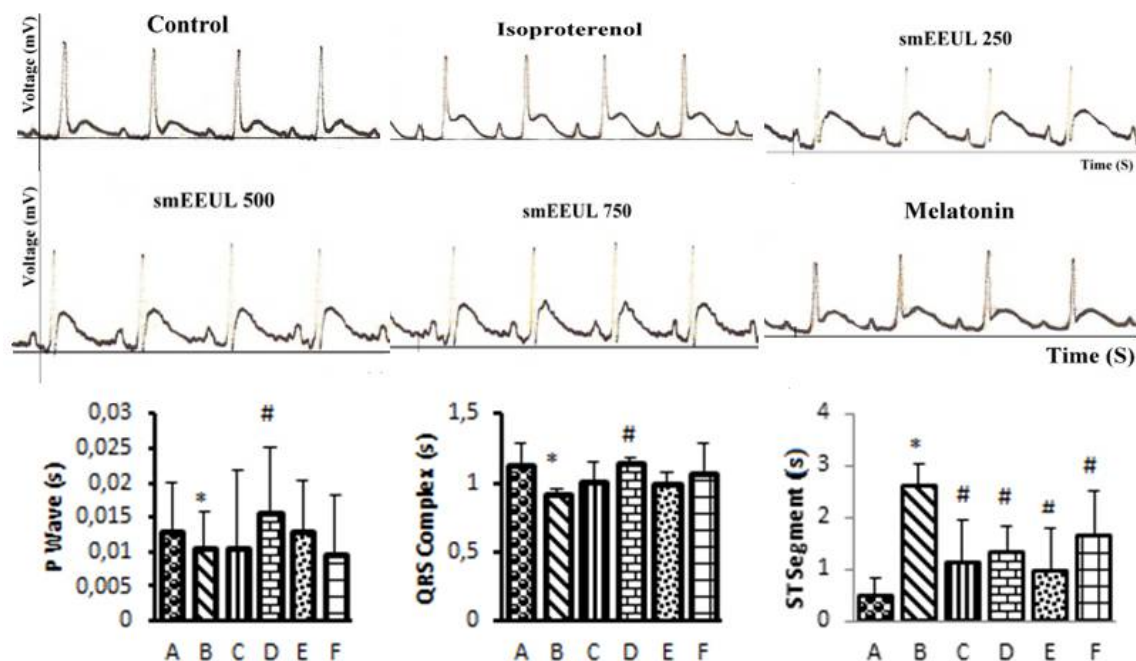 Control
Isoproterenol
smEEUL 250
Voltage (mV)
Time (S)
smEEUL 500
smEEUL 750
Melatonin
Voltage (mV)
Time (S)
P Wave (s)
0,03
0,025
0,02
0,015
0,01
0,005
0
*
#
A B C D E F
QRS Complex (s)
1,5
1
0,5
0
*
#
A B C D E F
ST Segment (s)
4
3
2
1
0
*
#
#
#
#
A B C D E F